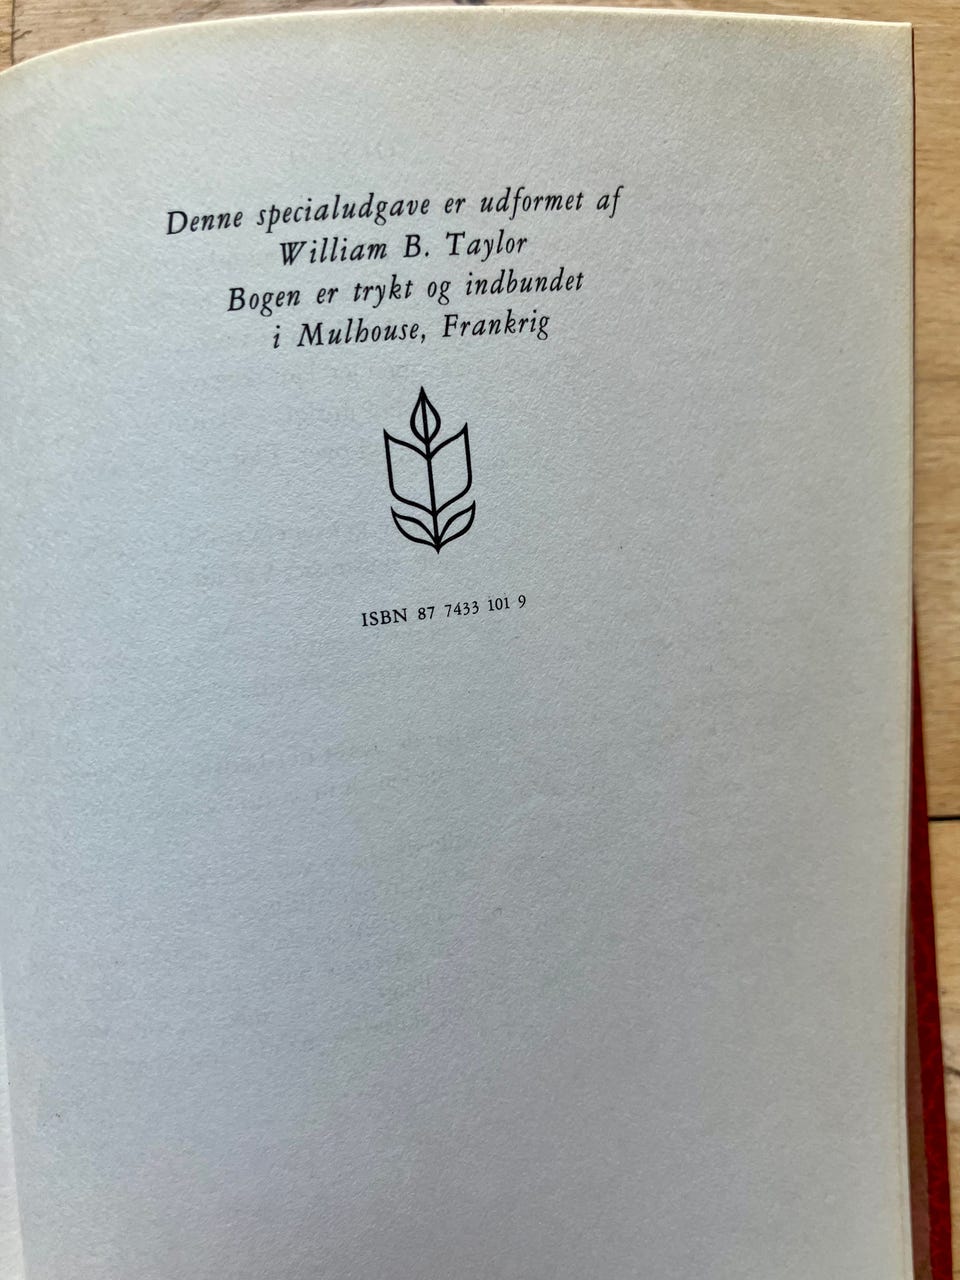 Denne specialudgave er udformet af
William B. Taylor
Bogen er trykt og indbundet
i Mulhouse, Frankrig
ISBN 87 7433 101 9